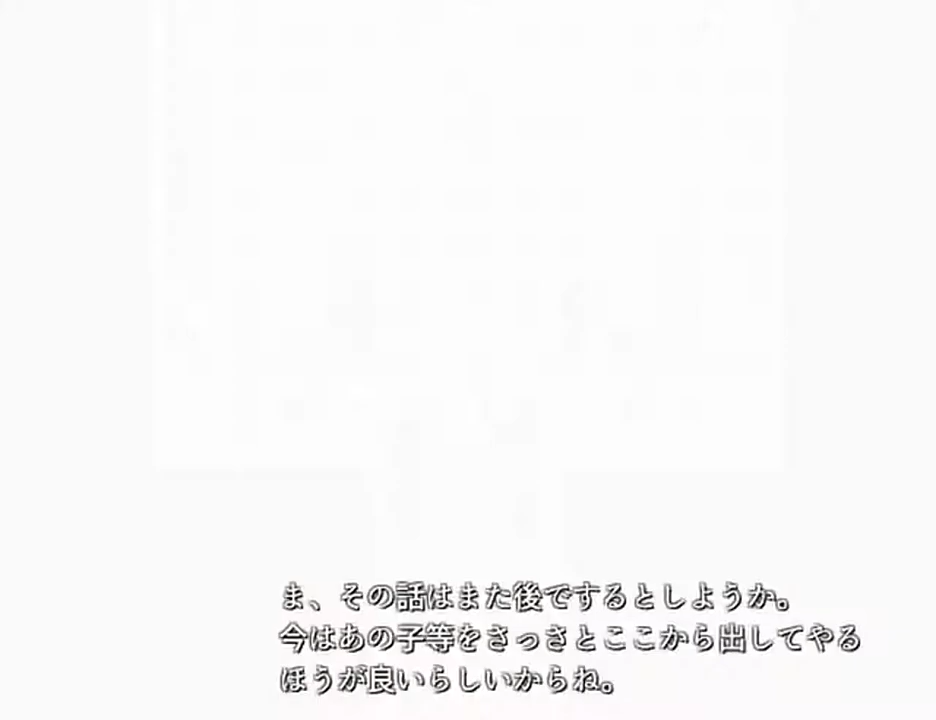 ま、その話はまた後でするとしようか。
今はあの子等をさっさとここから出してやる
ほうが良いらしいからね。